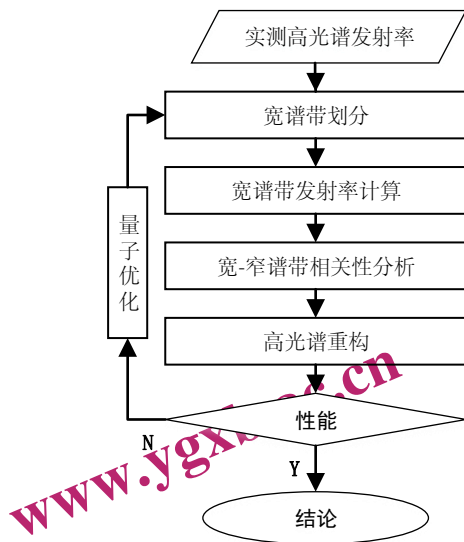 实测高光谱发射率
宽谱带划分
宽谱带发射率计算
量子优化
宽-窄谱带相关性分析
高光谱重构
性能
N
Y
结论